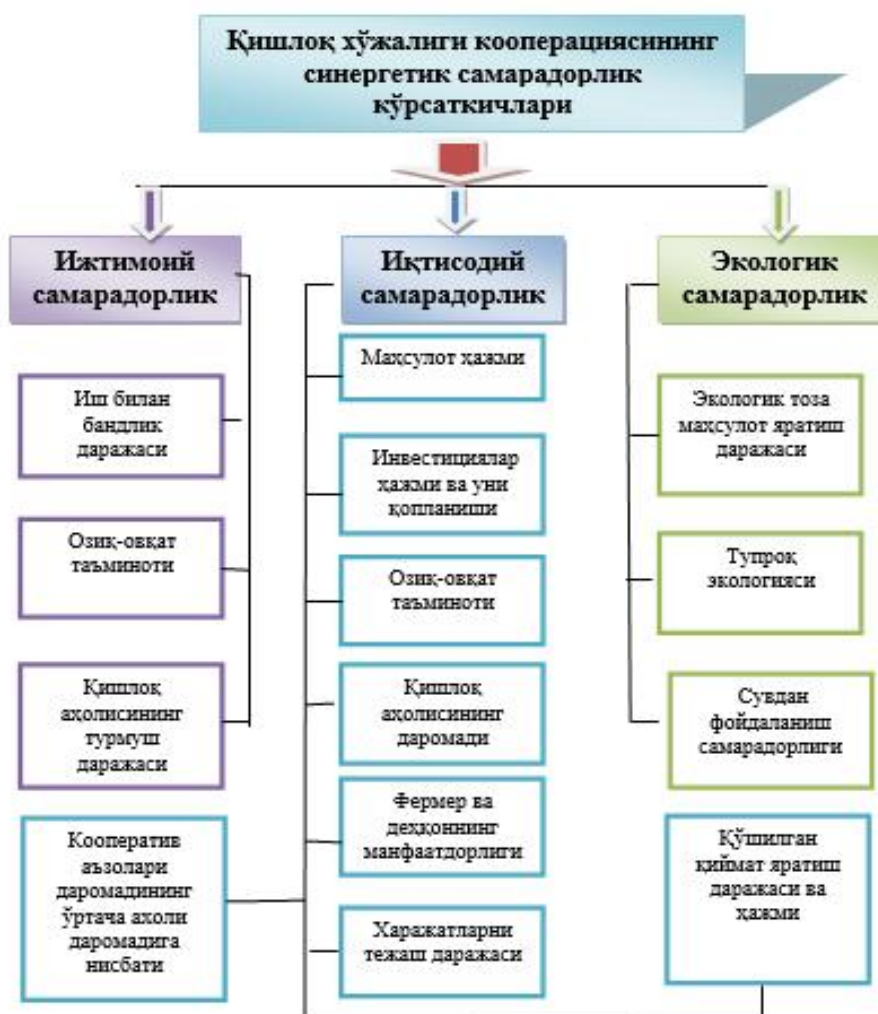 Қишлоқ хўжалиги кооперациясининг
синергетик самарадорлик
кўрсаткичлари
Ижтимоий
самарадорлик
Иш билан
бандлик
даражаси
Озиқ-овқат
таъминоти
Қишлоқ
аҳолисининг
турмуш
даражаси
Кооператив
аъзолари
даромадининг
ўртача ахоли
даромадига
нисбати
Иқтисодий
самарадорлик
Маҳсулот ҳажми
Инвестициялар
ҳажми ва уни
қопланиши
Озиқ-овқат
таъминоти
Қишлоқ
аҳолисининг
даромади
Фермер ва
деҳқоннинг
манфаатдорлиги
Харажатларни
тежаш даражаси
Экологик
самарадорлик
Экологик тоза
маҳсулот яратиш
даражаси
Тупроқ
экологияси
Сувдан
фойдаланиш
самарадорлиги
Қўшилган
қиймат яратиш
даражаси ва
ҳажми